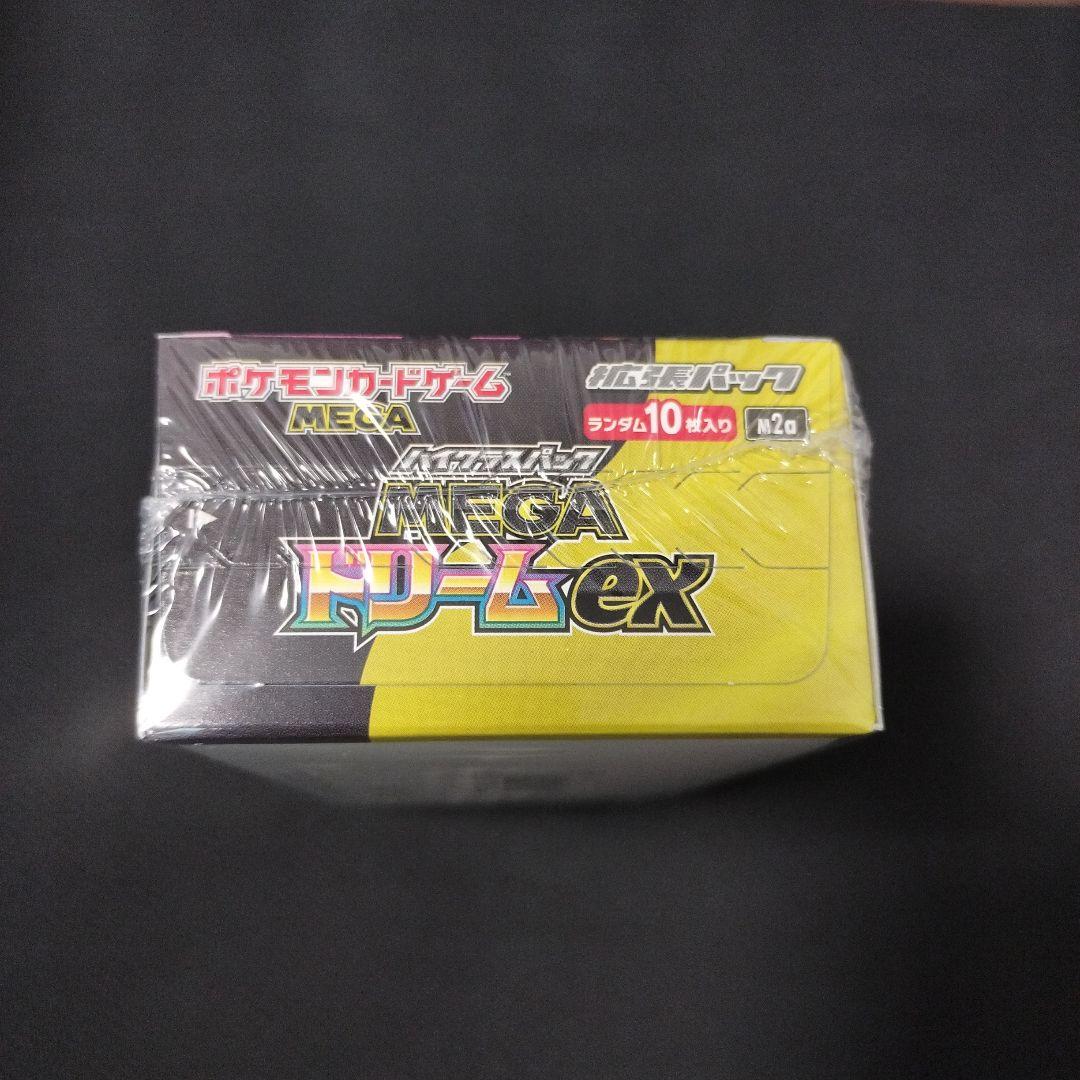 ポケモンカードゲーム
MEGA
拡張パック
ランダム10枚入り M2a
ハイクラスパック
MEGA
ドリームex